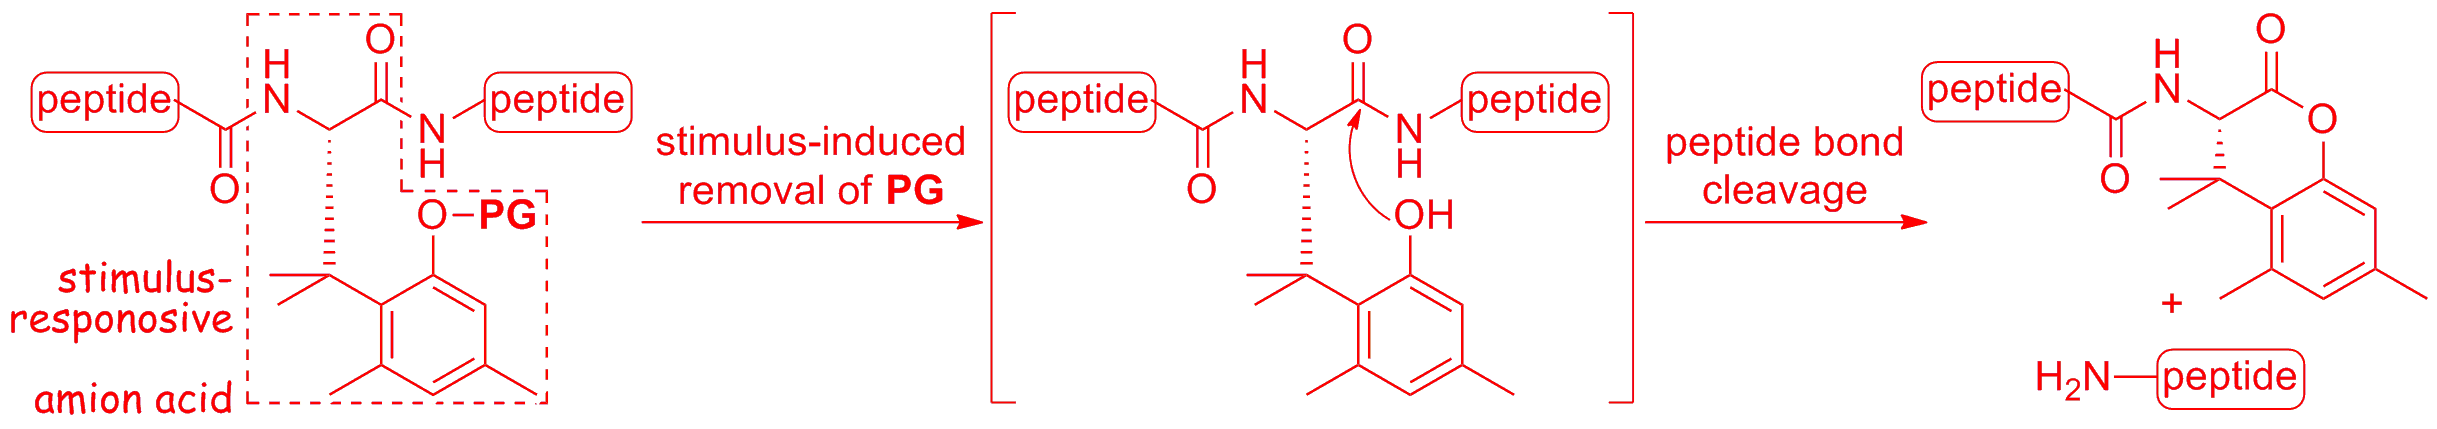 peptide
H
N
O
O
N
H
peptide
O–PG
stimulus-
responosive
amion acid
stimulus-induced
removal of PG
peptide
H
N
O
O
N
H
peptide
OH
peptide bond
cleavage
peptide
H
N
O
O
O
+
H2N
peptide